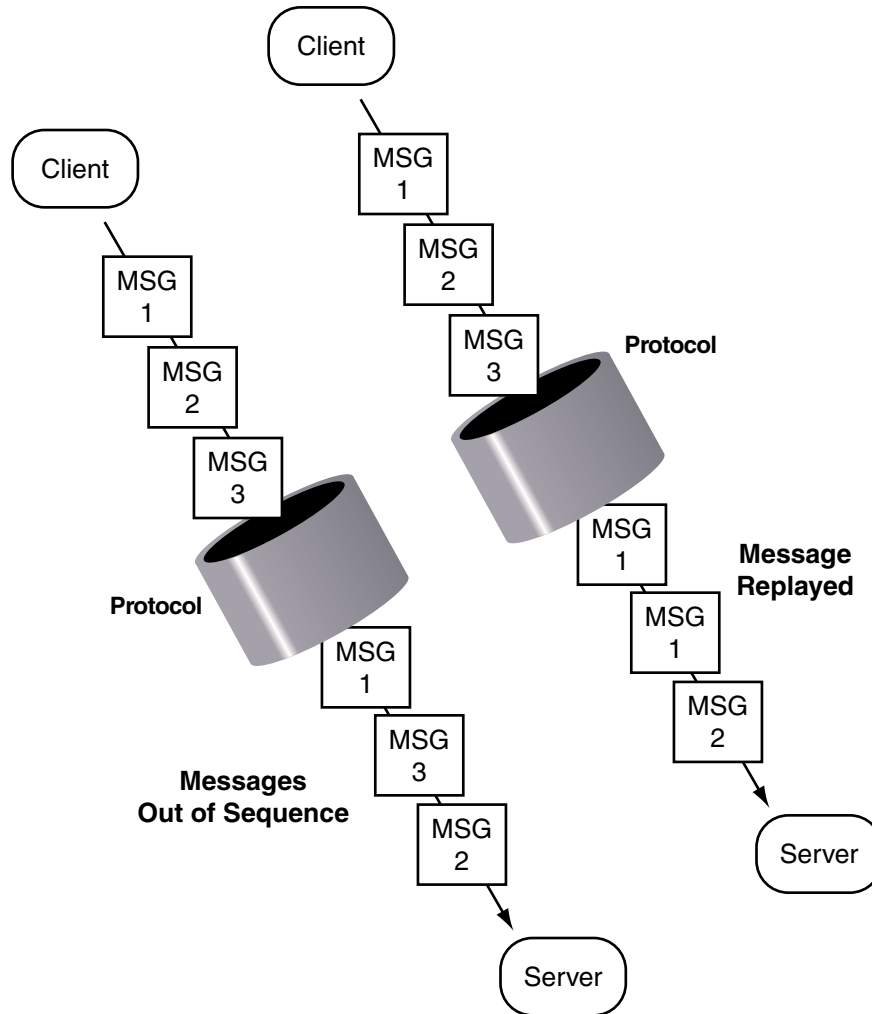 Client
MSG
1
MSG
2
MSG
3
Protocol
MSG
1
MSG
3
MSG
2
Messages
Out of Sequence
Server
Client
MSG
1
MSG
2
MSG
3
Protocol
MSG
1
MSG
1
MSG
2
Message
Replayed
Server